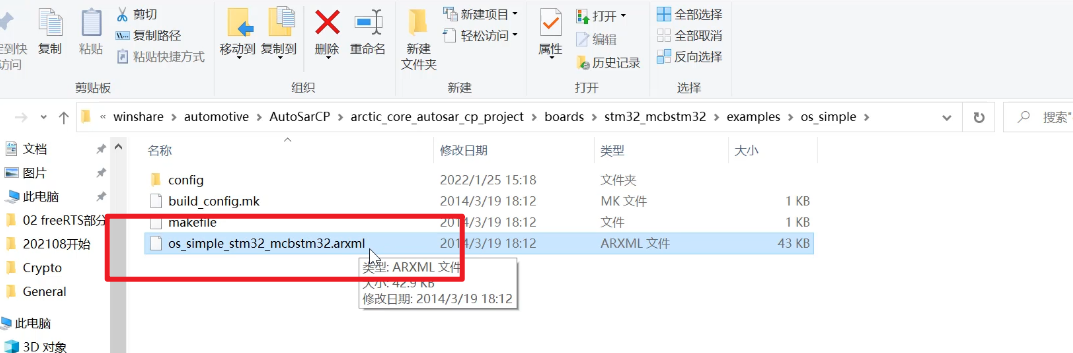 复制
粘贴
剪切
复制路径
粘贴快捷方式
剪贴板
移动到 复制到
删除 重命名
组织
新建
文件夹
新建项目
轻松访问
新建
属性
打开
编辑
历史记录
打开
全部选择
全部取消
反向选择
选择
访问
« winshare > automotive > AutoSarCP > arctic_core_autosar_cp_project > boards > stm32_mcbstm32 > examples > os_simple >
搜索"
名称 修改日期 类型 大小
文档
图片
此电脑
02 freeRTS部分
202108开始
Crypto
General
此电脑
3D 对象
config 2022/1/25 15:18 文件夹
build_config.mk 2014/3/19 18:12 MK 文件 1 KB
makefile 2014/3/19 18:12 文件 1 KB
os_simple_stm32_mcbstm32.arxml 2014/3/19 18:12 ARXML 文件 43 KB
类型: ARXML 文件
大小: 42.9 KB
修改日期: 2014/3/19 18:12